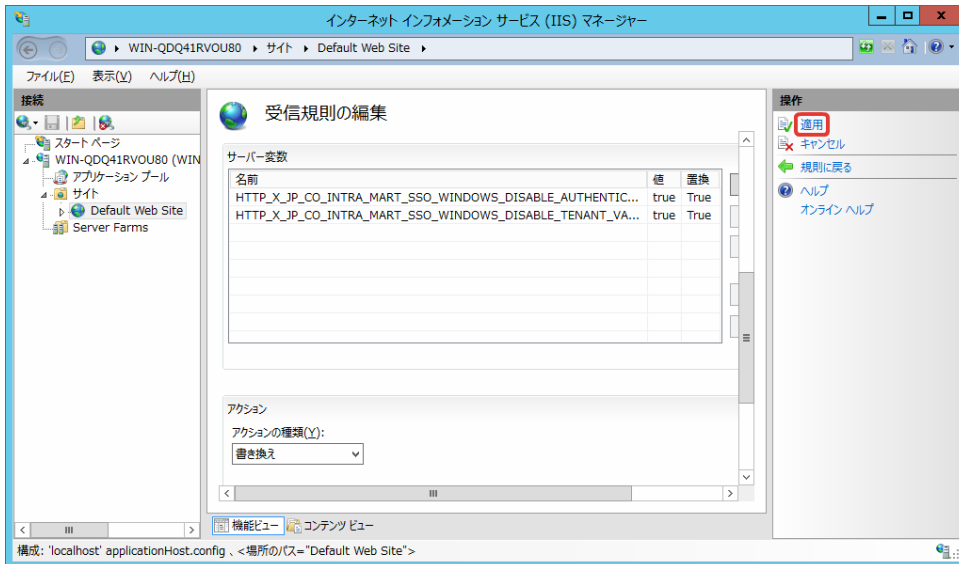 インターネット インフォメーション サービス (IIS) マネージャー
WIN-QDQ41RVOU80 サイト Default Web Site
ファイル(F) 表示(V) ヘルプ(H)
接続
スタート ページ
WIN-QDQ41RVOU80 (WIN
アプリケーション プール
サイト
Default Web Site
Server Farms
受信規則の編集
サーバー変数
名前 値 置換
HTTP_X_JP_CO_INTRA_MART_SSO_WINDOWS_DISABLE_AUTHENTIC... true True
HTTP_X_JP_CO_INTRA_MART_SSO_WINDOWS_DISABLE_TENANT_VA... true True
アクション
アクションの種類(Y):
書き換え
機能ビュー コンテンツ ビュー
操作
適用
キャンセル
規則に戻る
ヘルプ
オンライン ヘルプ
構成: 'localhost' applicationHost.config 、<場所のパス="Default Web Site">